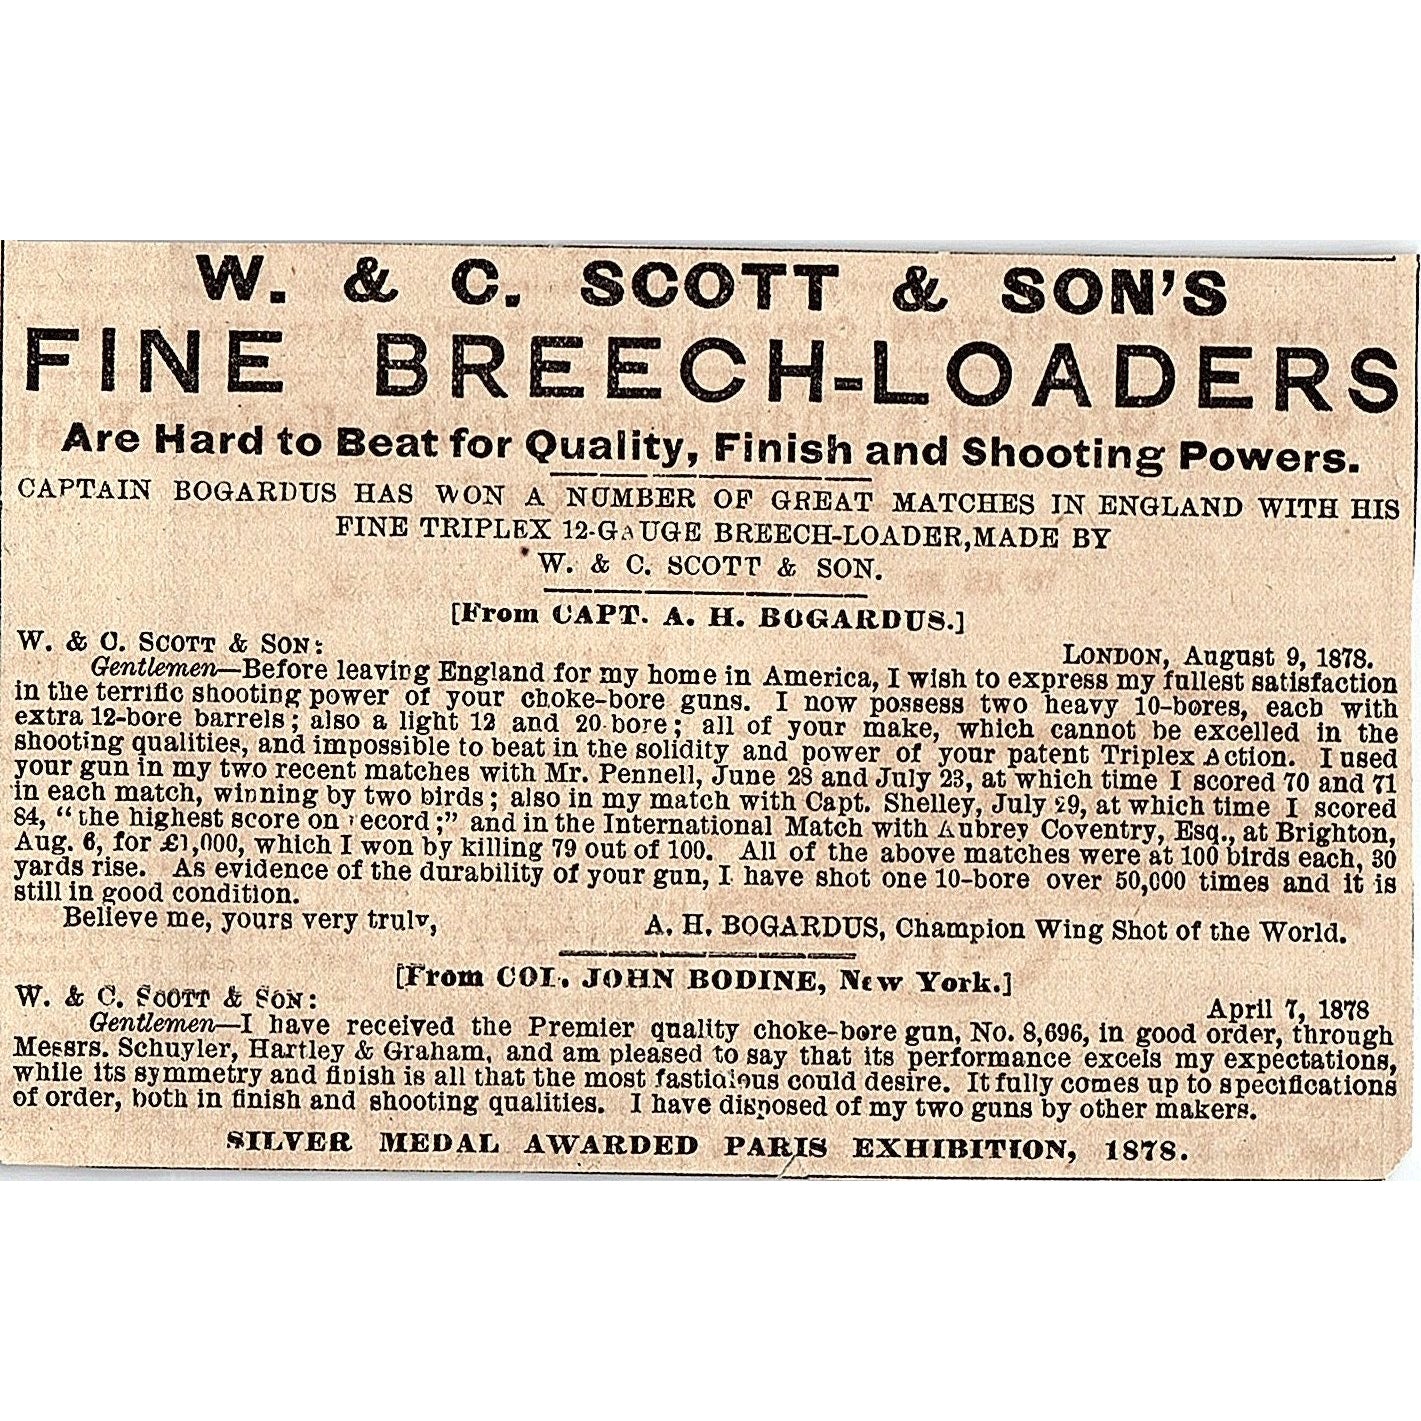 W. & C. SCOTT & SON'S
FINE BREECH-LOADERS
Are Hard to Beat for Quality, Finish and Shooting Powers.
CAPTAIN BOGARDUS HAS WON A NUMBER OF GREAT MATCHES IN ENGLAND WITH HIS
FINE TRIPLEX 12-GAUGE BREECH-LOADER, MADE BY
W. & C. SCOTT & SON.
[From CAPT. A. H. BOGARDUS.]
W. & C. SCOTT & SON:
LONDON, August 9, 1878.
Gentlemen—Before leaving England for my home in America, I wish to express my fullest satisfaction
in the terrific shooting power of your choke-bore guns. I now possess two heavy 10-bores, each with
extra 12-bore barrels; also a light 12 and 20 bore; all of your make, which cannot be excelled in the
shooting qualities, and impossible to beat in the solidity and power of your patent Triplex Action. I used
your gun in my two recent matches with Mr. Pennell, June 28 and July 23, at which time I scored 70 and 71
in each match, winning by two birds; also in my match with Capt. Shelley, July 29, at which time I scored
84, "the highest score on record;" and in the International Match with Aubrey Coventry, Esq., at Brighton,
Aug. 6, for £1,000, which I won by killing 79 out of 100. All of the above matches were at 100 birds each, 30
yards rise. As evidence of the durability of your gun, I have shot one 10-bore over 50,000 times and it is
still in good condition.
Believe me, yours very truly, A. H. BOGARDUS, Champion Wing Shot of the World.
[From COL. JOHN BODINE, New York.]
W. & C. SCOTT & SON:
April 7, 1878
Gentlemen—I have received the Premier quality choke-bore gun, No. 8,696, in good order, through
Messrs. Schuyler, Hartley & Graham, and am pleased to say that its performance excels my expectations,
while its symmetry and finish is all that the most fastidious could desire. It fully comes up to specifications
of order, both in finish and shooting qualities. I have disposed of my two guns by other makers.
SILVER MEDAL AWARDED PARIS EXHIBITION, 1878.